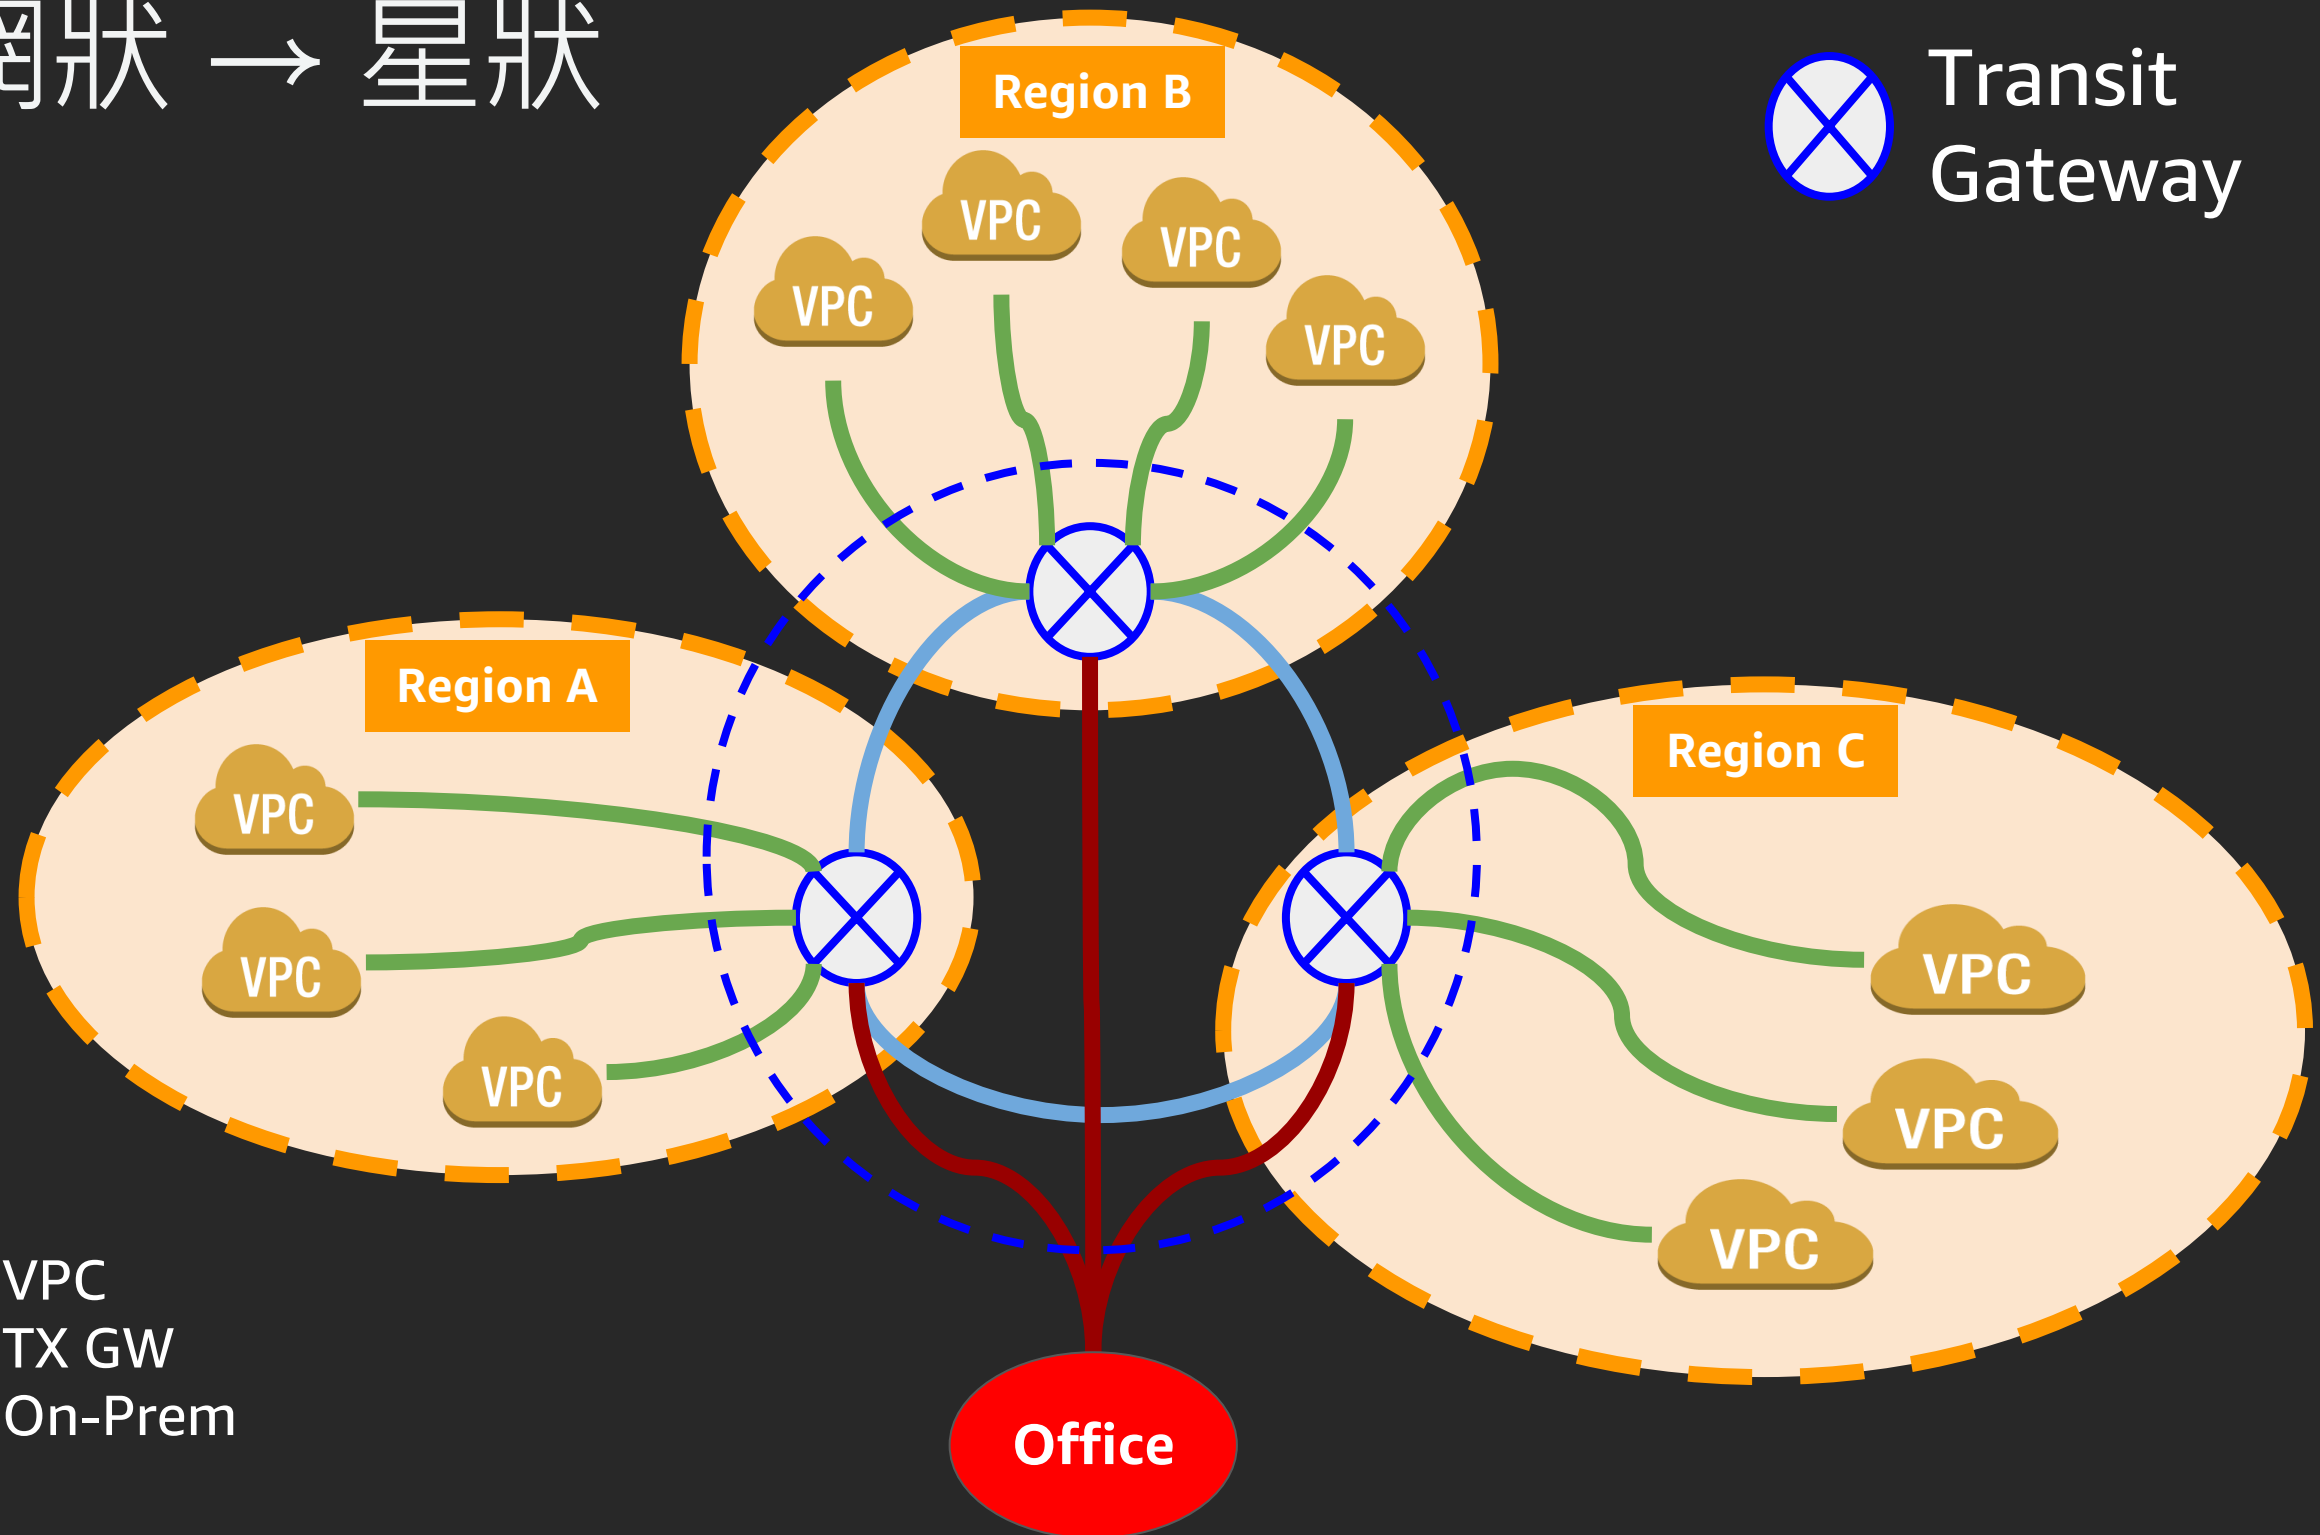 狀 → 星狀
Transit
Gateway
Region B
VPC
VPC
VPC
VPC
Region A
VPC
VPC
VPC
Region C
VPC
VPC
VPC
VPC
TX GW
On-Prem
Office